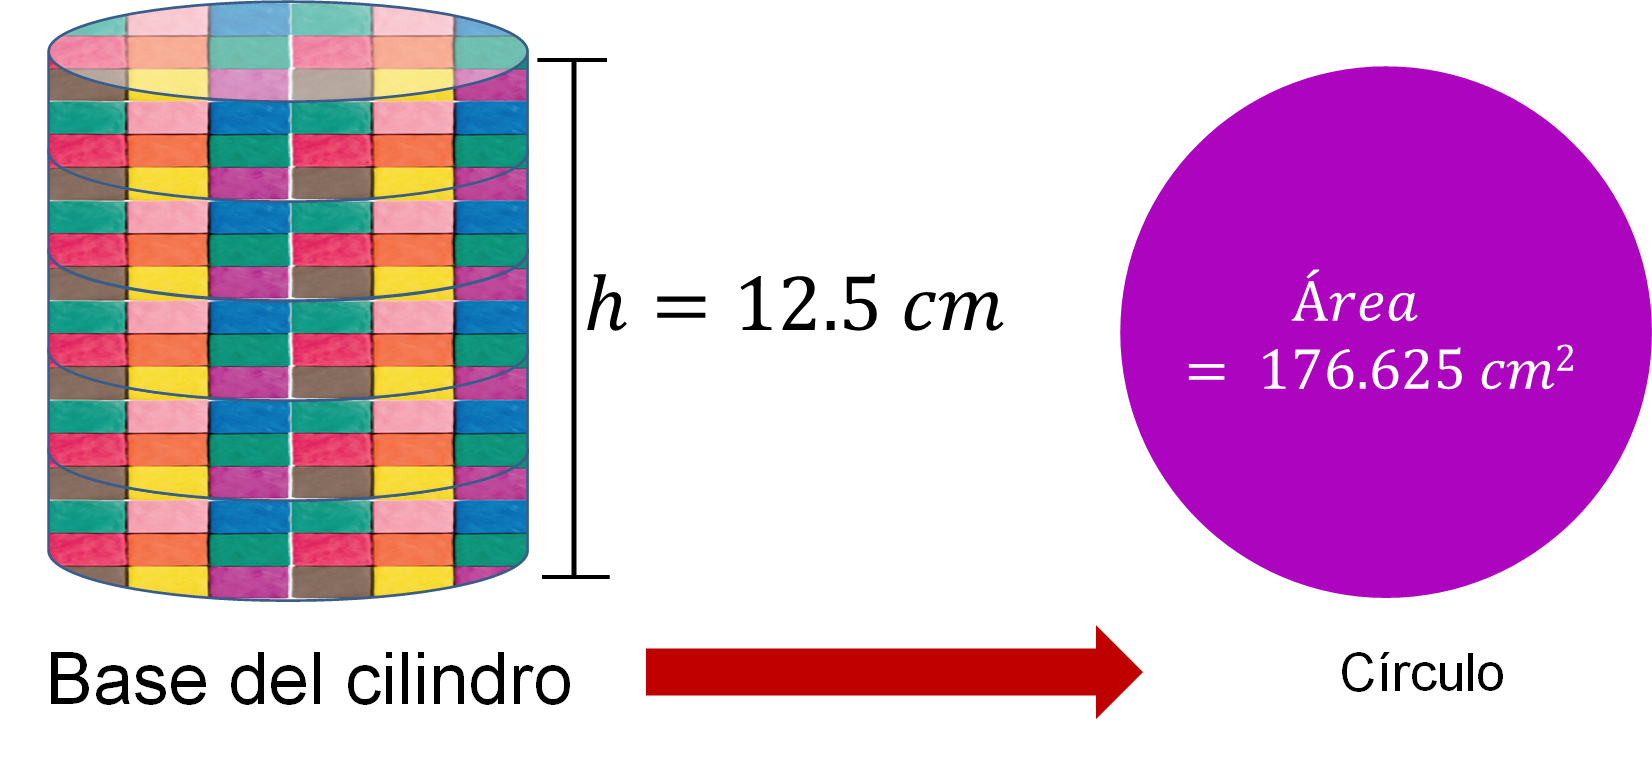 h = 12.5 cm
Área
= 176.625 cm²
Base del cilindro
Círculo